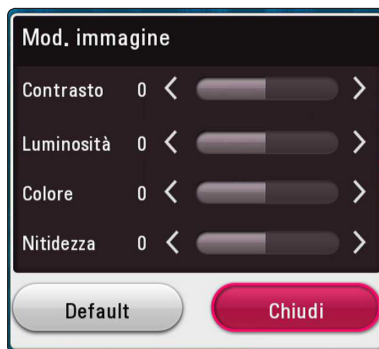 Mod. immagine
Contrasto 0
Luminosità 0
Colore 0
Nitidezza 0
Default Chiudi